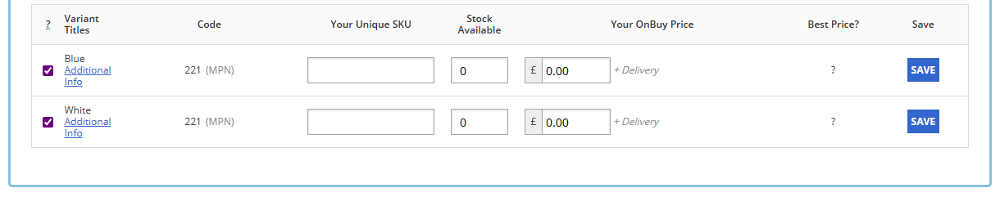 ? Variant Titles Code Your Unique SKU Stock Available Your OnBuy Price Best Price? Save
Blue
Additional
Info
221 (MPN) 0 £ 0.00 + Delivery ? SAVE
White
Additional
Info
221 (MPN) 0 £ 0.00 + Delivery ? SAVE